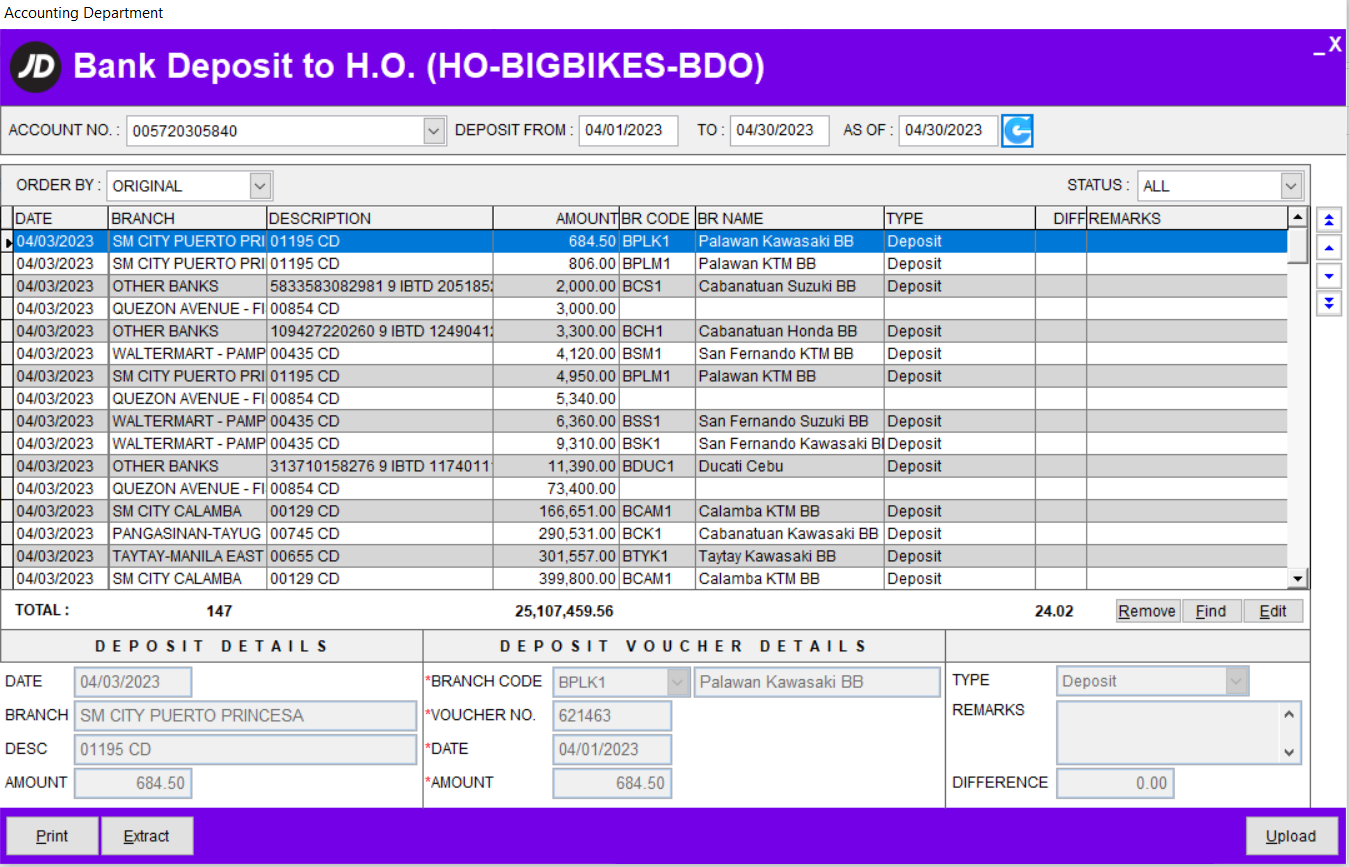 Accounting Department
JD Bank Deposit to H.O. (HO-BIGBIKES-BDO) _ X
ACCOUNT NO. : 005720305840 DEPOSIT FROM : 04/01/2023 TO : 04/30/2023 AS OF : 04/30/2023
ORDER BY : ORIGINAL STATUS : ALL
DATE BRANCH DESCRIPTION AMOUNT BR CODE BR NAME TYPE DIFF REMARKS
04/03/2023 SM CITY PUERTO PRI 01195 CD 684.50 BPLK1 Palawan Kawasaki BB Deposit
04/03/2023 SM CITY PUERTO PRI 01195 CD 806.00 BPLM1 Palawan KTM BB Deposit
04/03/2023 OTHER BANKS 5833583082981 9 IBTD 205185 2,000.00 BCS1 Cabanatuan Suzuki BB Deposit
04/03/2023 QUEZON AVENUE - FI 00854 CD 3,000.00
04/03/2023 OTHER BANKS 109427220260 9 IBTD 1249041 3,300.00 BCH1 Cabanatuan Honda BB Deposit
04/03/2023 WALTERMART - PAMP 00435 CD 4,120.00 BSM1 San Fernando KTM BB Deposit
04/03/2023 SM CITY PUERTO PRI 01195 CD 4,950.00 BPLM1 Palawan KTM BB Deposit
04/03/2023 QUEZON AVENUE - FI 00854 CD 5,340.00
04/03/2023 WALTERMART - PAMP 00435 CD 6,360.00 BSS1 San Fernando Suzuki BB Deposit
04/03/2023 WALTERMART - PAMP 00435 CD 9,310.00 BSK1 San Fernando Kawasaki B Deposit
04/03/2023 OTHER BANKS 313710158276 9 IBTD 117401 11,390.00 BDUC1 Ducati Cebu Deposit
04/03/2023 QUEZON AVENUE - FI 00854 CD 73,400.00
04/03/2023 SM CITY CALAMBA 00129 CD 166,651.00 BCAM1 Calamba KTM BB Deposit
04/03/2023 PANGASINAN-TAYUG 00745 CD 290,531.00 BCK1 Cabanatuan Kawasaki BB Deposit
04/03/2023 TAYTAY-MANILA EAST 00655 CD 301,557.00 BTYK1 Taytay Kawasaki BB Deposit
04/03/2023 SM CITY CALAMBA 00129 CD 399,800.00 BCAM1 Calamba KTM BB Deposit
TOTAL : 147 25,107,459.56 24.02 Remove Find Edit
DEPOSIT DETAILS DEPOSIT VOUCHER DETAILS
DATE 04/03/2023 *BRANCH CODE BPLK1 Palawan Kawasaki BB TYPE Deposit
BRANCH SM CITY PUERTO PRINCESA *VOUCHER NO. 621463 REMARKS
DESC 01195 CD *DATE 04/01/2023
AMOUNT 684.50 *AMOUNT 684.50 DIFFERENCE 0.00
Print Extract Upload